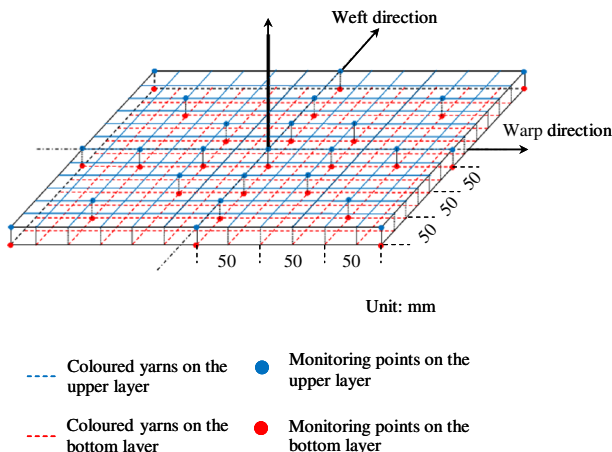 Weft direction
Warp direction
50
50
50
50 50 50
Unit: mm
Coloured yarns on the
upper layer
Monitoring points on the
upper layer
Coloured yarns on the
bottom layer
Monitoring points on the
bottom layer